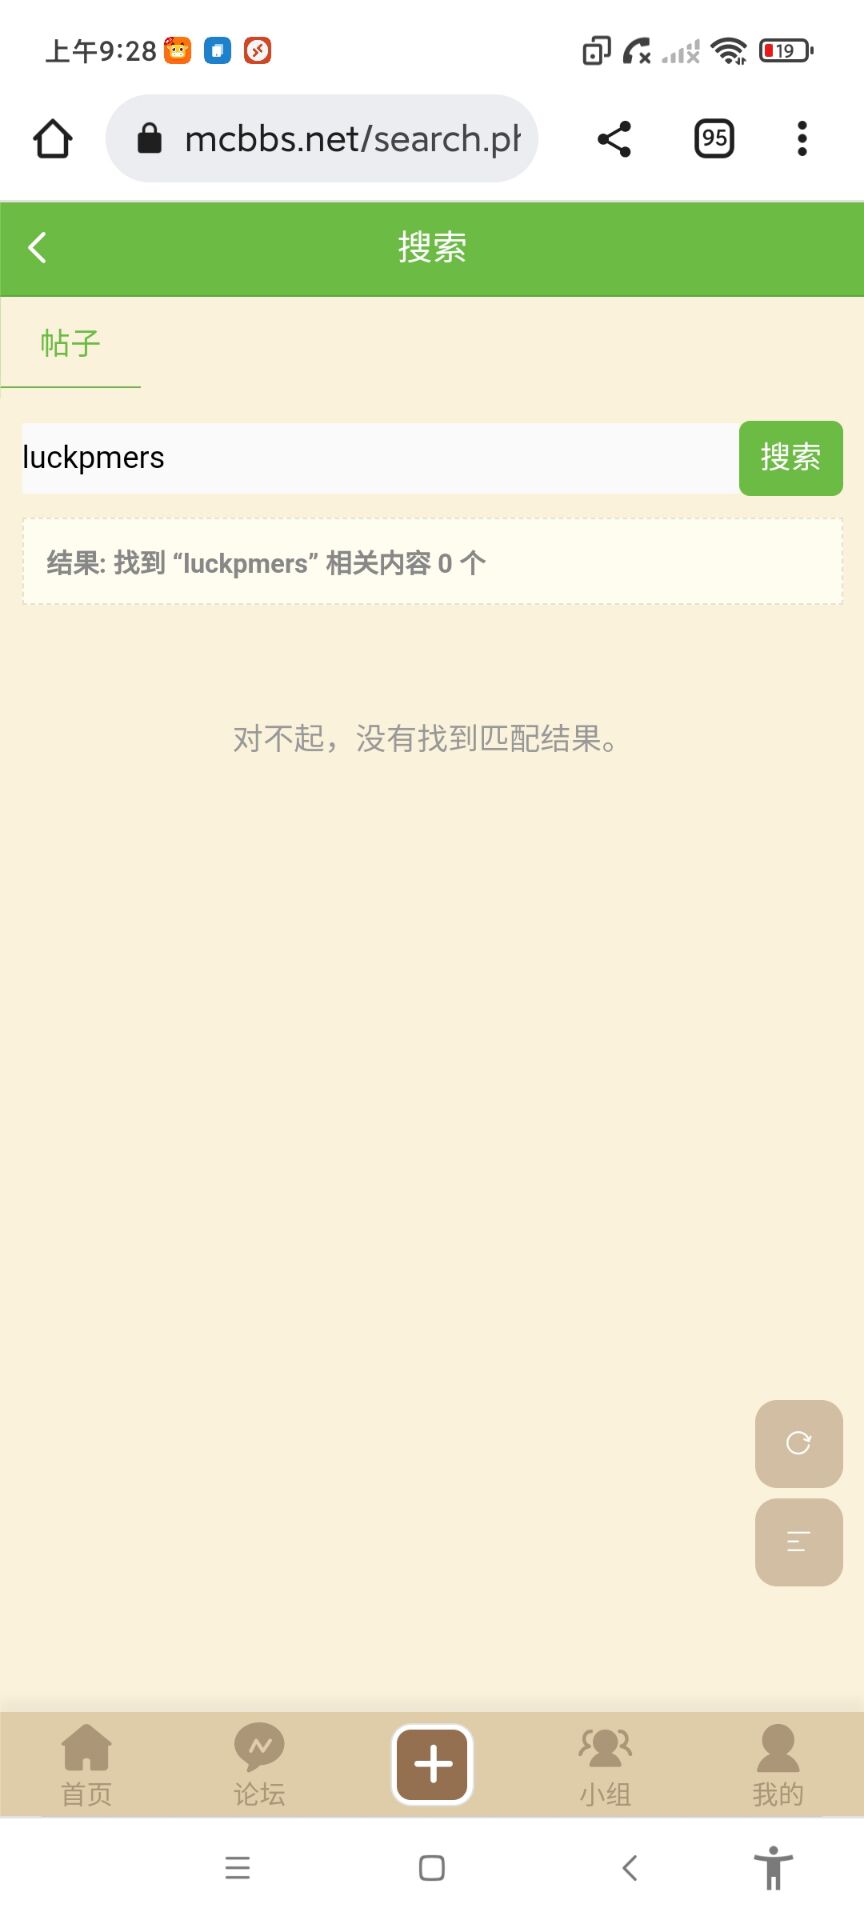 上午9:28
19
mcbbs.net/search.ph
95
搜索
帖子
luckpmers
搜索
结果: 找到 “luckpmers” 相关内容 0 个
对不起，没有找到匹配结果。
首页
论坛
小组
我的